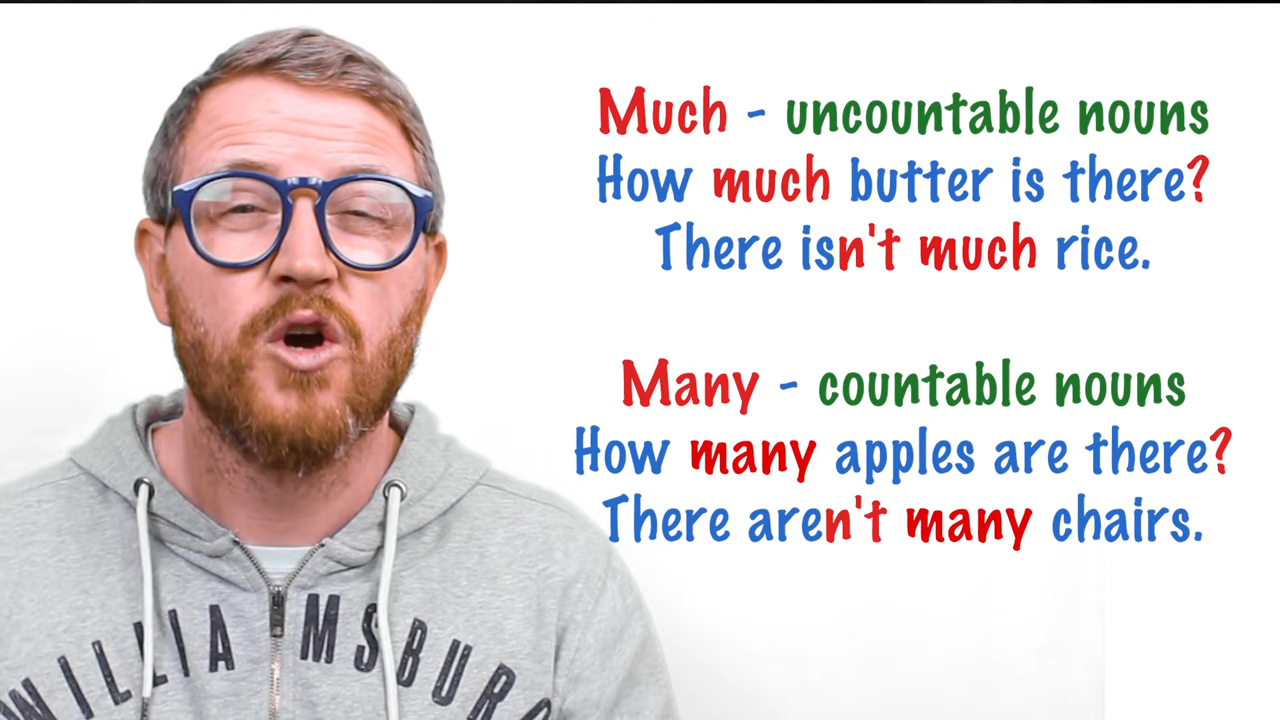 Much - uncountable nouns
How much butter is there?
There isn't much rice.
Many - countable nouns
How many apples are there?
There aren't many chairs.
WILLIAMSBURG